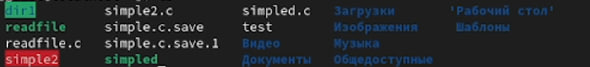 dir1 simple2.c simpled.c Загрузки 'Рабочий стол'
readfile simple.c.save test Изображения Шаблоны
readfile.c simple.c.save.1 Видео Музыка
simple2 simpled Документы Общедоступные